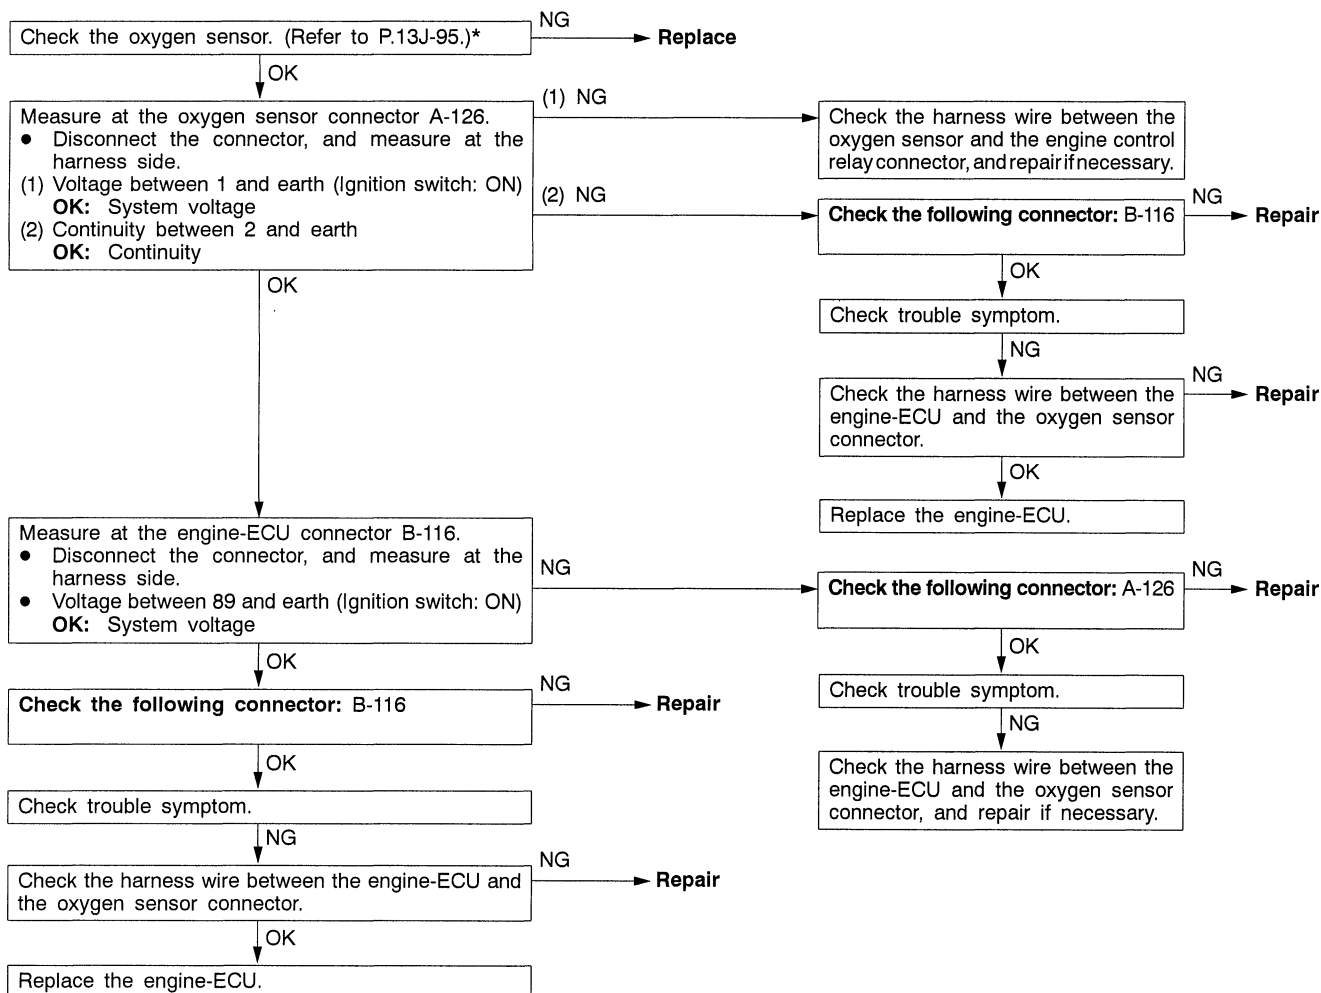 Check the oxygen sensor. (Refer to P.13J-95.)*
NG
Replace
OK
Measure at the oxygen sensor connector A-126.
● Disconnect the connector, and measure at the
harness side.
(1) Voltage between 1 and earth (Ignition switch: ON)
OK: System voltage
(2) Continuity between 2 and earth
OK: Continuity
(1) NG
Check the harness wire between the
oxygen sensor and the engine control
relay connector, and repair if necessary.
(2) NG
Check the following connector: B-116
NG
Repair
OK
Check trouble symptom.
NG
Check the harness wire between the
engine-ECU and the oxygen sensor
connector.
NG
Repair
OK
Replace the engine-ECU.
OK
Measure at the engine-ECU connector B-116.
● Disconnect the connector, and measure at the
harness side.
● Voltage between 89 and earth (Ignition switch: ON)
OK: System voltage
NG
Check the following connector: A-126
NG
Repair
OK
Check trouble symptom.
NG
Check the harness wire between the
engine-ECU and the oxygen sensor
connector, and repair if necessary.
OK
Check the following connector: B-116
NG
Repair
OK
Check trouble symptom.
NG
Check the harness wire between the engine-ECU and
the oxygen sensor connector.
NG
Repair
OK
Replace the engine-ECU.